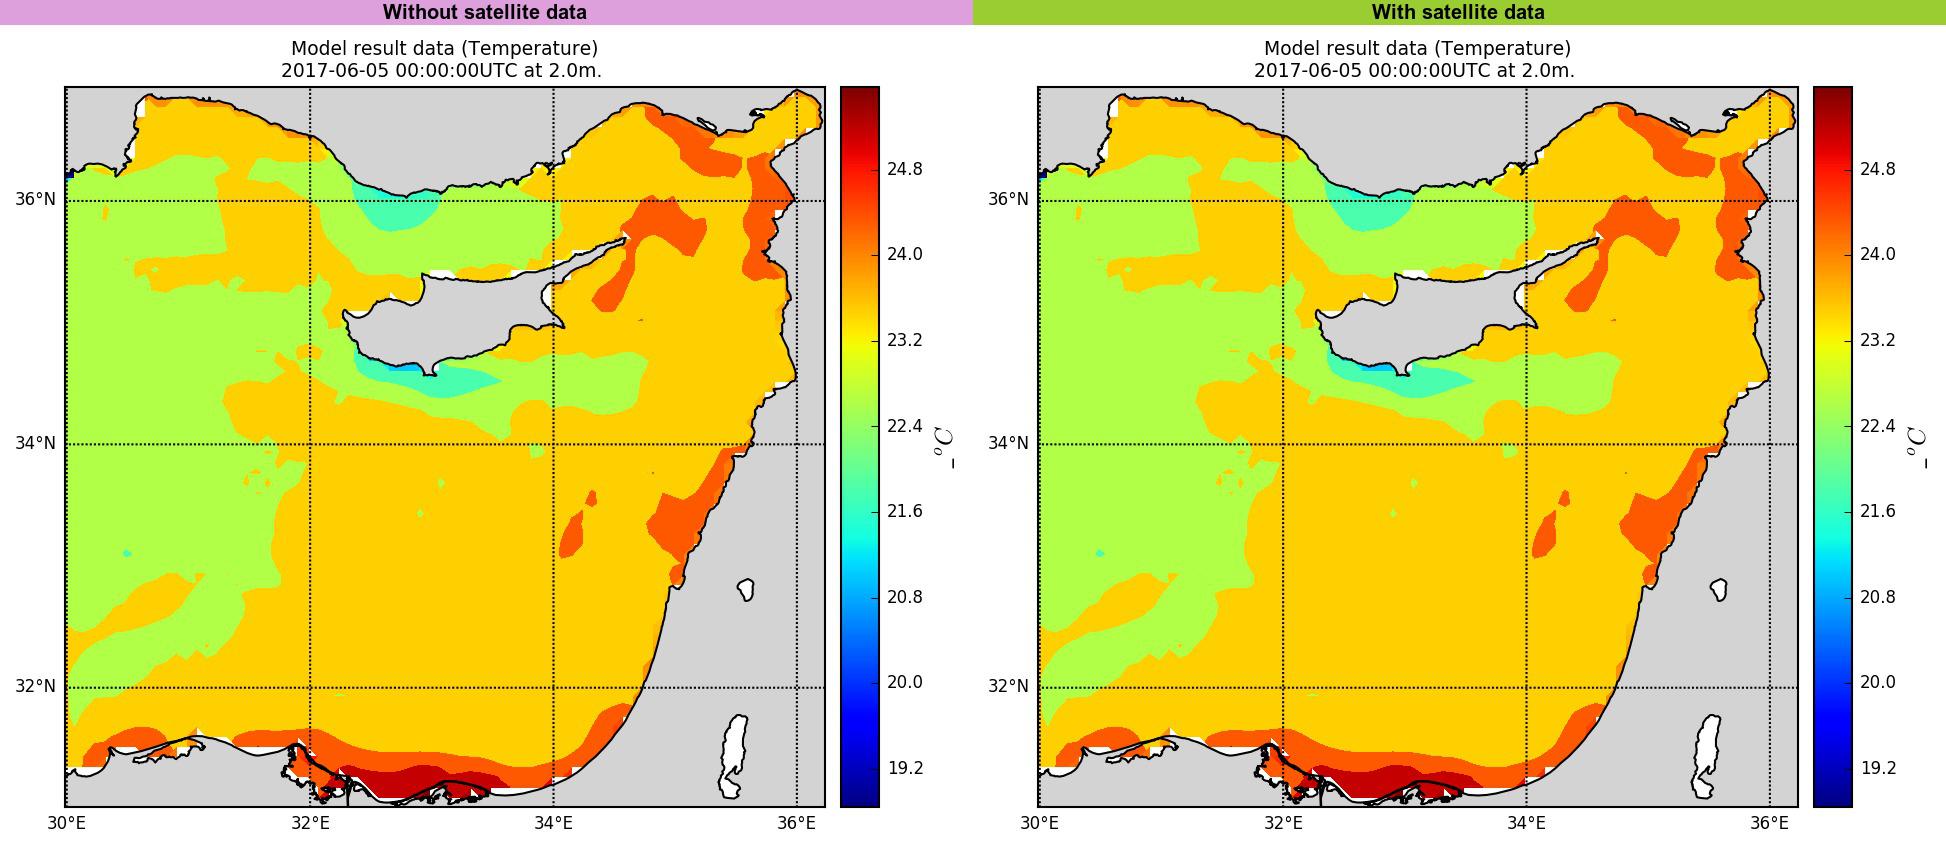 Without satellite data
With satellite data
Model result data (Temperature)
2017-06-05 00:00:00UTC at 2.0m.
36°N
34°N
32°N
30°E
32°E
34°E
36°E
24.8
24.0
23.2
22.4
21.6
20.8
20.0
19.2
_°C
Model result data (Temperature)
2017-06-05 00:00:00UTC at 2.0m.
36°N
34°N
32°N
30°E
32°E
34°E
36°E
24.8
24.0
23.2
22.4
21.6
20.8
20.0
19.2
_°C